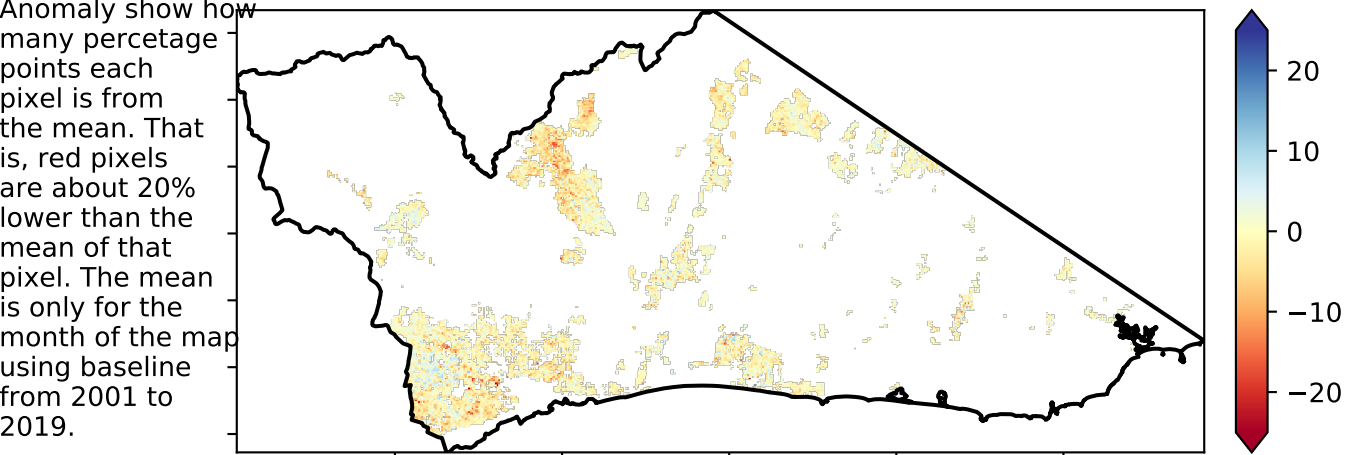 Anomaly show how
many percetage
points each
pixel is from
the mean. That
is, red pixels
are about 20%
lower than the
mean of that
pixel. The mean
is only for the
month of the map
using baseline
from 2001 to
2019.
20
10
0
−10
−20